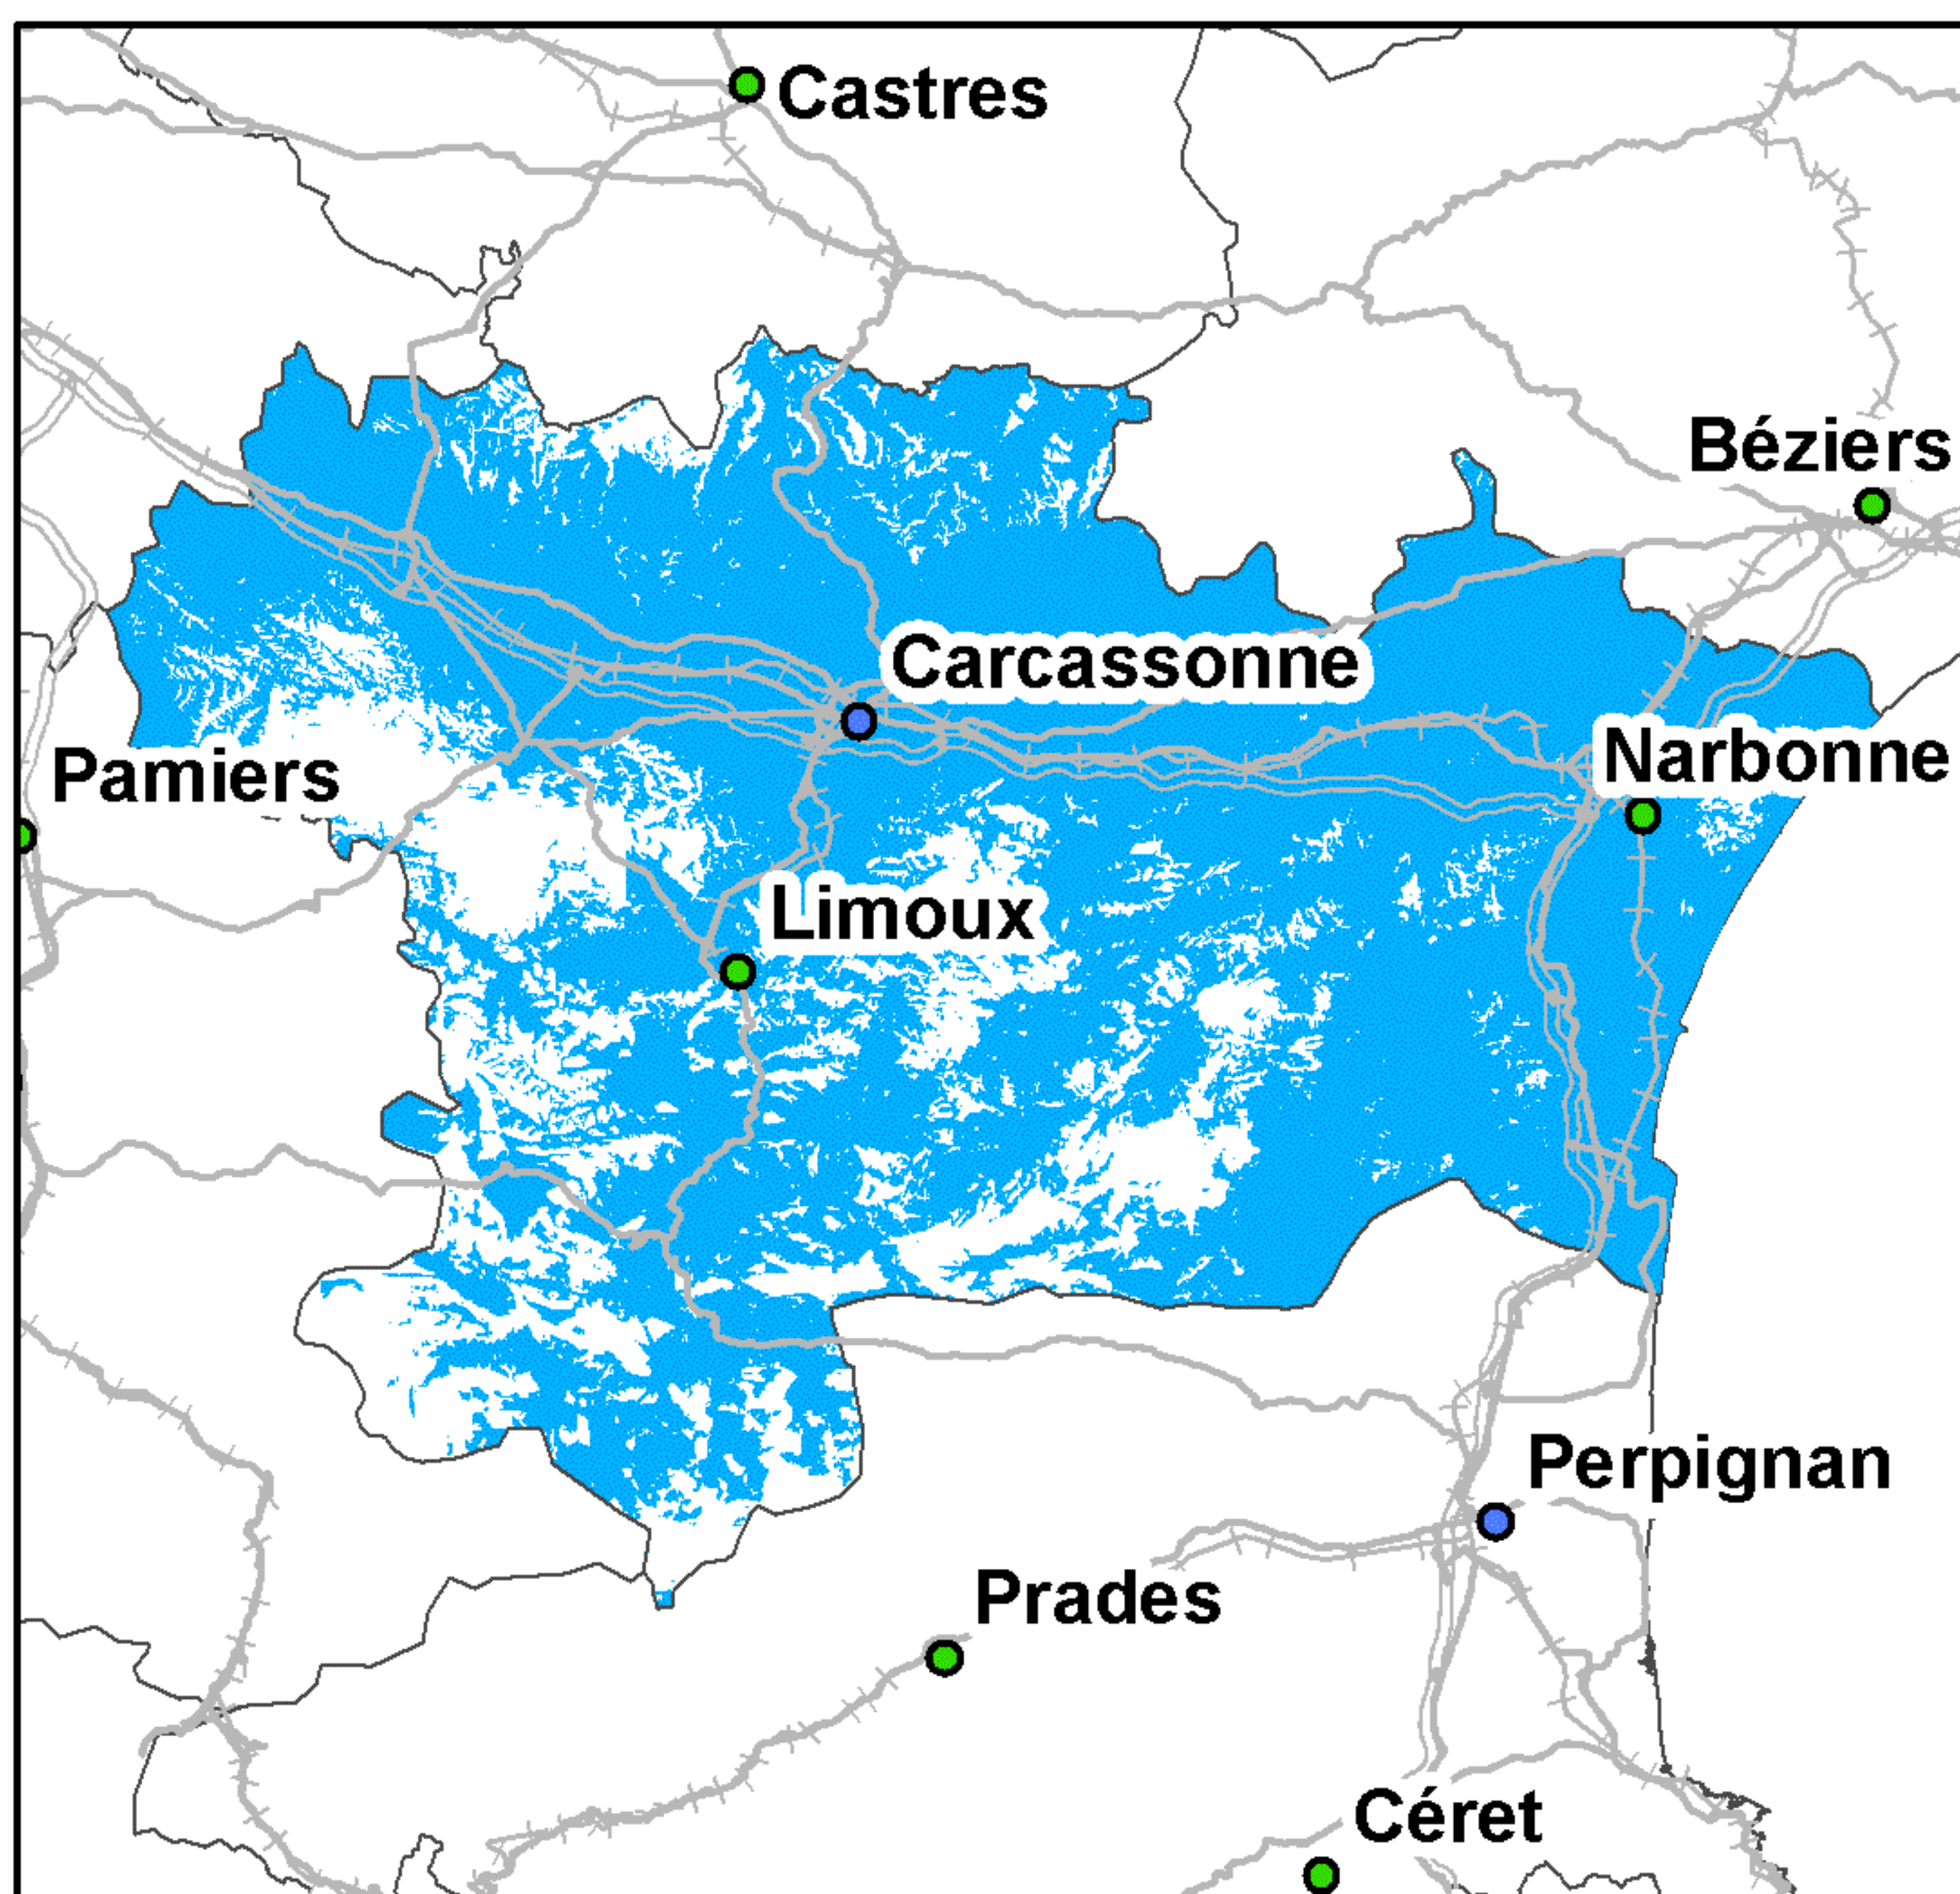 Castres
Béziers
Carcassonne
Narbonne
Pamiers
Limoux
Perpignan
Prades
Céret